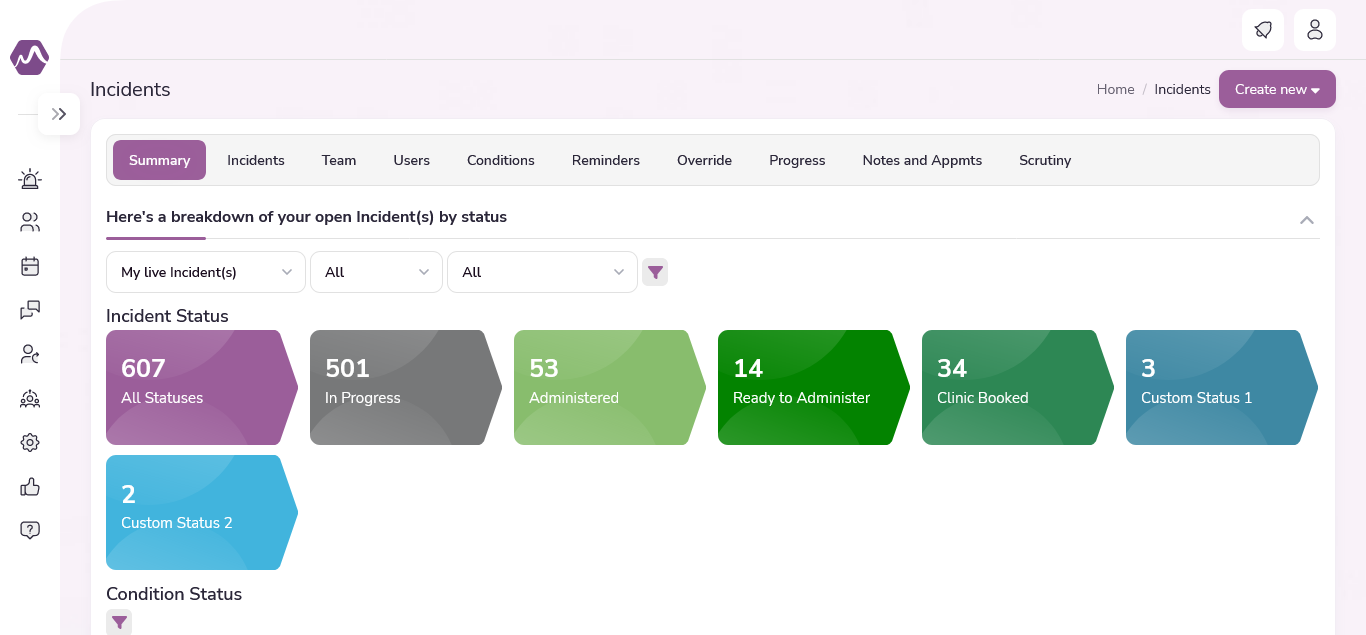 Incidents
Home / Incidents
Create new
Summary Incidents Team Users Conditions Reminders Override Progress Notes and Appmts Scrutiny
Here's a breakdown of your open Incident(s) by status
My live Incident(s) All All
Incident Status
607
All Statuses
501
In Progress
53
Administered
14
Ready to Administer
34
Clinic Booked
3
Custom Status 1
2
Custom Status 2
Condition Status